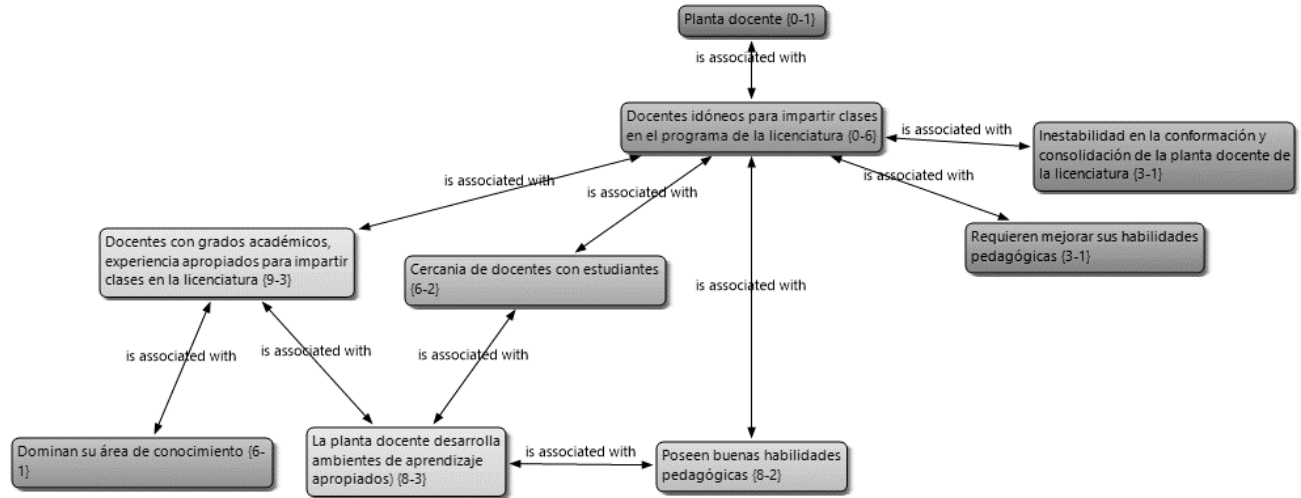 Planta docente {0-1}
is associated with
Docentes idóneos para impartir clases
en el programa de la licenciatura {0-6}
is associated with
Inestabilidad en la conformación y
consolidación de la planta docente de
la licenciatura {3-1}
is associated with
is associated with
is associated with
Requieren mejorar sus habilidades
pedagógicas {3-1}
Docentes con grados académicos,
experiencia apropiados para impartir
clases en la licenciatura {9-3}
Cercania de docentes con estudiantes
{6-2}
is associated with
is associated with
is associated with
is associated with
Dominan su área de conocimiento {6-
1}
La planta docente desarrolla
ambientes de aprendizaje
apropiados) {8-3}
is associated with
Poseen buenas habilidades
pedagógicas {8-2}